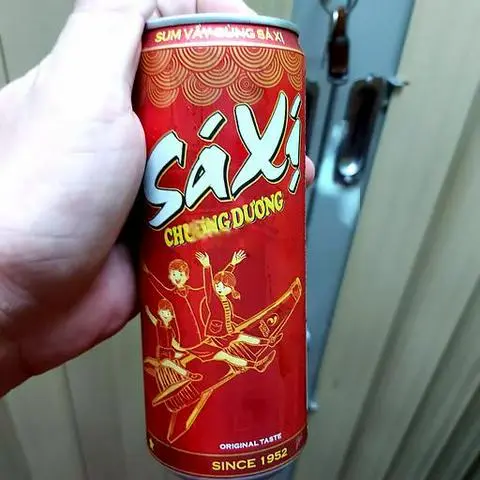 SUM VẦY CÙNG SÁ XỊ
Sá Xị
CHƯƠNG DƯƠNG
ORIGINAL TASTE
SINCE 1952